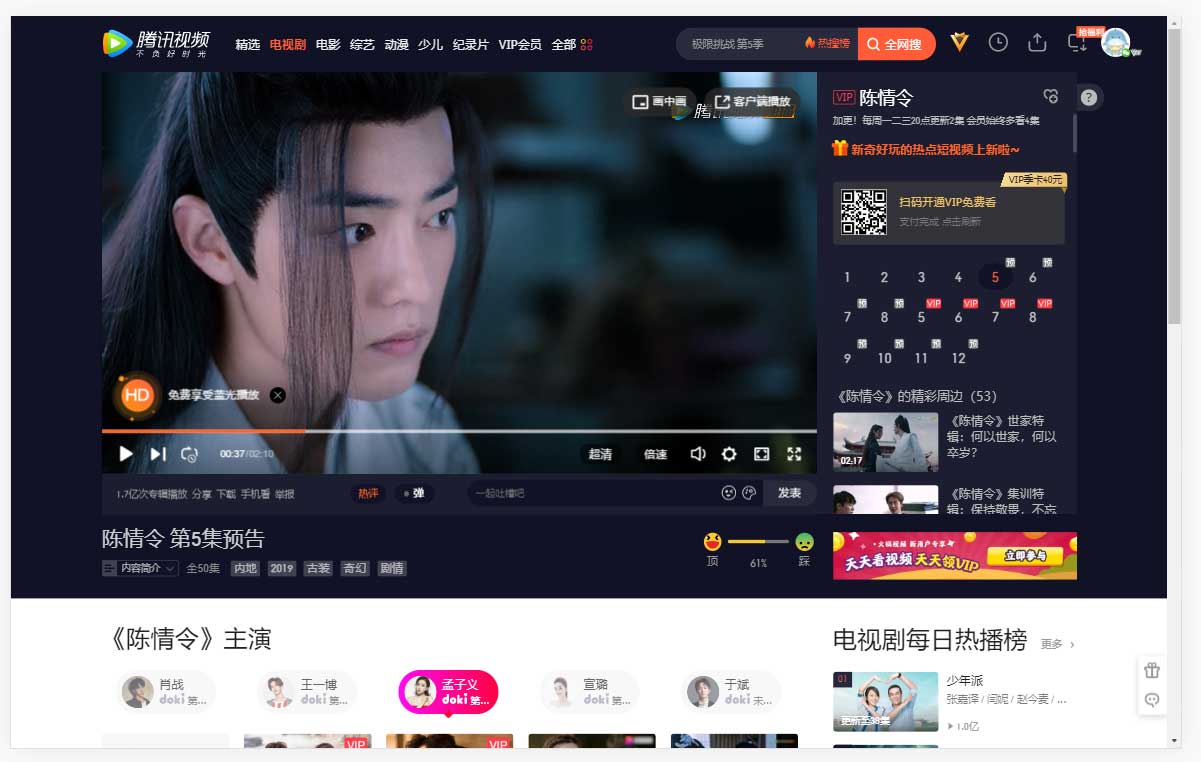 腾讯视频
不负好时光
精选 电视剧 电影 综艺 动漫 少儿 纪录片 VIP会员 全部
极限挑战 第5季 热搜榜 全网搜
抢福利
画中画 客户端播放
VIP 陈情令
加更！每周一二三20点更新2集 会员始终多看4集
新奇好玩的热点短视频上新啦~
VIP季卡40元
扫码开通VIP免费看
支付完成 点击刷新
1 2 3 4 5 预 6 预
7 预 8 预 5 VIP 6 VIP 7 VIP 8 VIP
9 预 10 预 11 预 12 预
《陈情令》的精彩周边（53）
《陈情令》世家特
辑：何以世家，何以
卒岁？
02:17
《陈情令》集训特
辑：保持敬畏，不忘
HD 免费享受蓝光播放
00:37/02:10 超清 倍速
1.7亿次专辑播放 分享 下载 手机看 举报 热评 弹 一起吐槽吧 发表
陈情令 第5集预告
内容简介 全50集 内地 2019 古装 奇幻 剧情
顶 61% 踩
火锅视频 新用户专享
天天看视频 天天领VIP 立即参与
《陈情令》主演
肖战
doki 第...
王一博
doki 第...
孟子义
doki 第...
宣璐
doki 第...
于斌
doki 未...
VIP VIP
电视剧每日热播榜 更多
01
更新至38集
少年派
张嘉译 / 闫妮 / 赵今麦 / ...
1.0亿